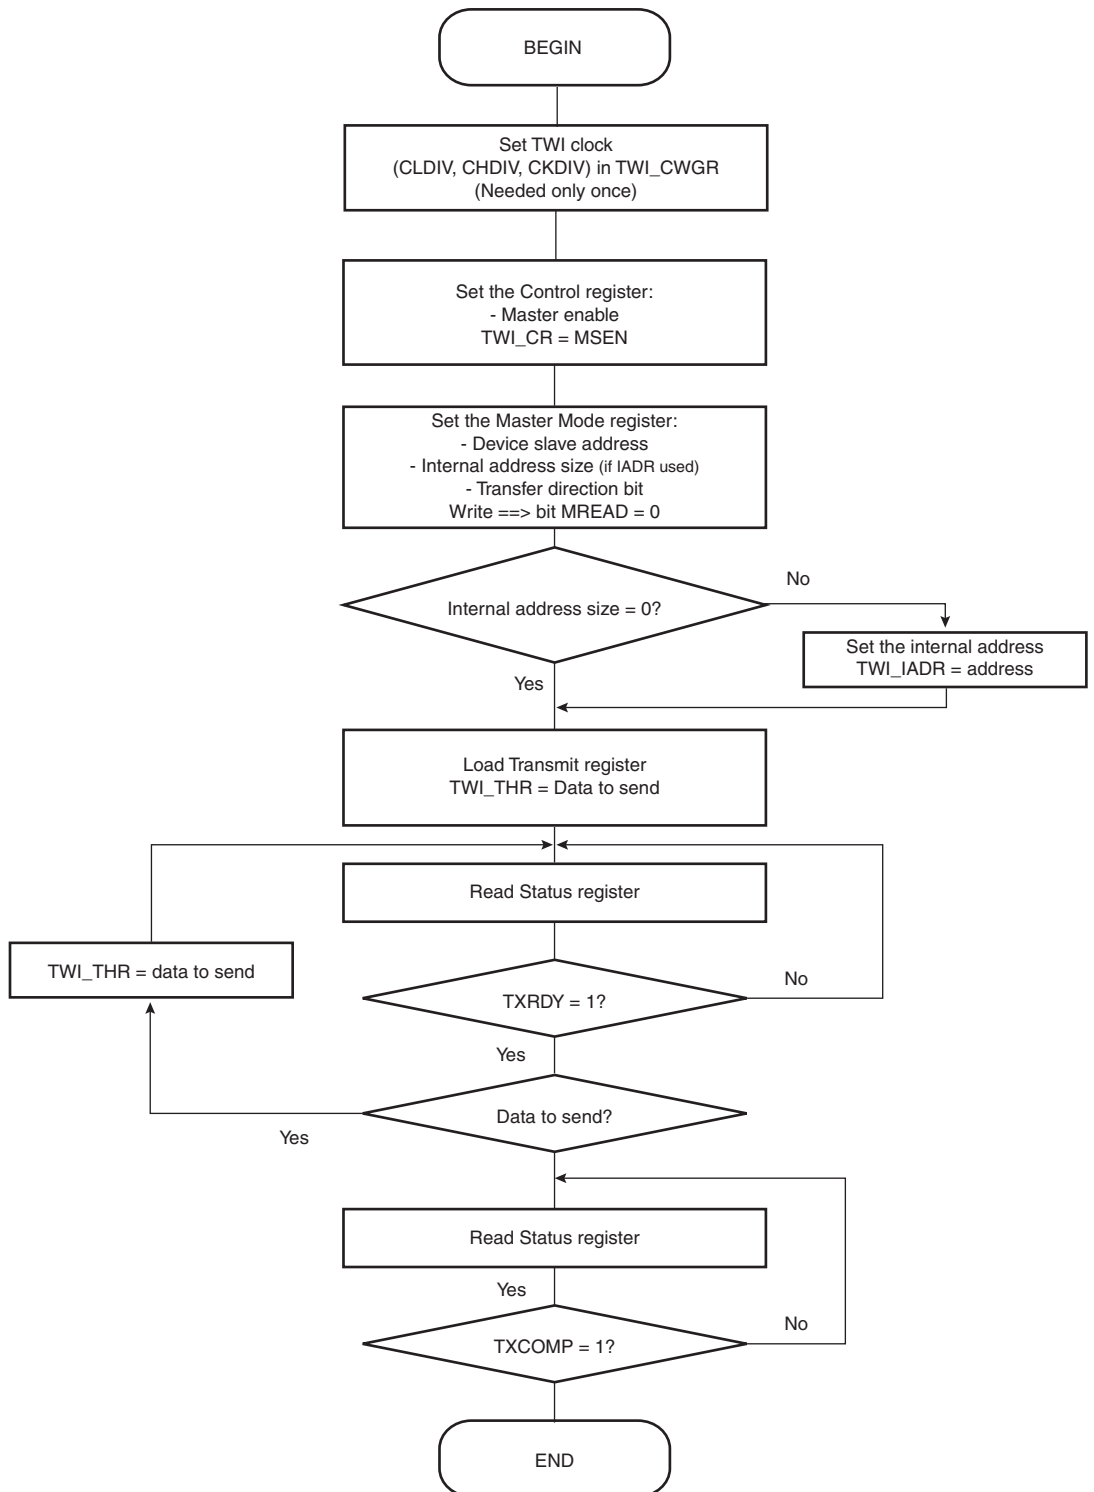 BEGIN
Set TWI clock
(CLDIV, CHDIV, CKDIV) in TWI_CWGR
(Needed only once)
Set the Control register:
- Master enable
TWI_CR = MSEN
Set the Master Mode register:
- Device slave address
- Internal address size (if IADR used)
- Transfer direction bit
Write ==> bit MREAD = 0
No
Internal address size = 0?
Set the internal address
TWI_IADR = address
Yes
Load Transmit register
TWI_THR = Data to send
Read Status register
TWI_THR = data to send
No
TXRDY = 1?
Yes
Data to send?
Yes
Read Status register
Yes
No
TXCOMP = 1?
END